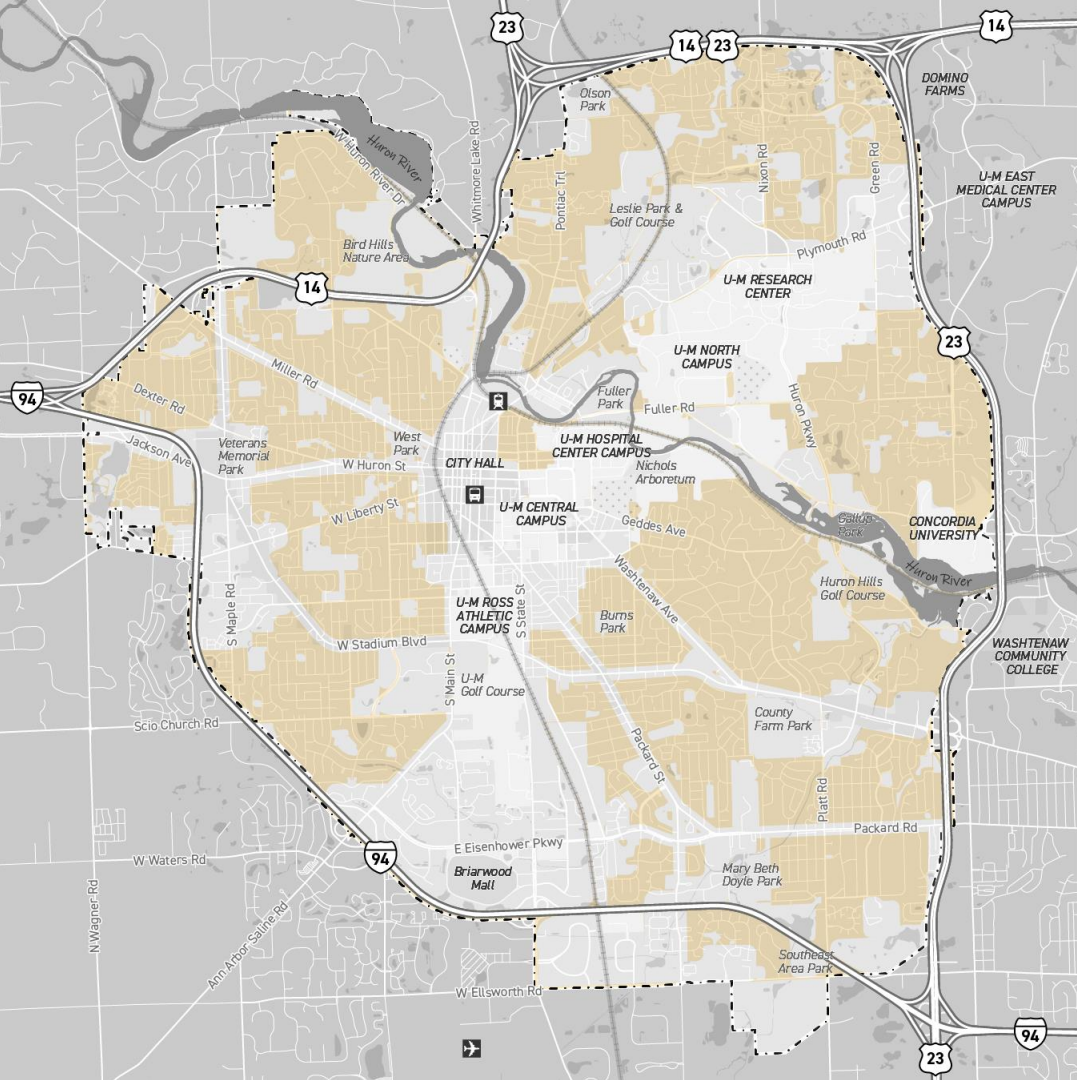 23
14
14
23
DOMINO
FARMS
Olson
Park
Huron River
W Huron River Dr
Whitmore Lake Rd
Pontiac Trl
Nixon Rd
Green Rd
U-M EAST
MEDICAL CENTER
CAMPUS
Leslie Park &
Golf Course
Bird Hills
Nature Area
Plymouth Rd
14
U-M RESEARCH
CENTER
23
U-M NORTH
CAMPUS
Miller Rd
94
Dexter Rd
Fuller
Park
Fuller Rd
Huron Pkwy
Jackson Ave
Veterans
Memorial
Park
West
Park
W Huron St
CITY HALL
U-M HOSPITAL
CENTER CAMPUS
Nichols
Arboretum
W Liberty St
U-M CENTRAL
CAMPUS
Geddes Ave
Gallup
Park
CONCORDIA
UNIVERSITY
Huron River
Huron Hills
Golf Course
Washtenaw Ave
S Maple Rd
U-M ROSS
ATHLETIC
CAMPUS
S State St
Burns
Park
W Stadium Blvd
WASHTENAW
COMMUNITY
COLLEGE
S Main St
U-M
Golf Course
Scio Church Rd
County
Farm Park
Packard St
Platt Rd
Packard Rd
E Eisenhower Pkwy
94
W Waters Rd
Briarwood
Mall
Mary Beth
Doyle Park
N Wagner Rd
Ann Arbor Saline Rd
Southeast
Area Park
W Ellsworth Rd
94
23